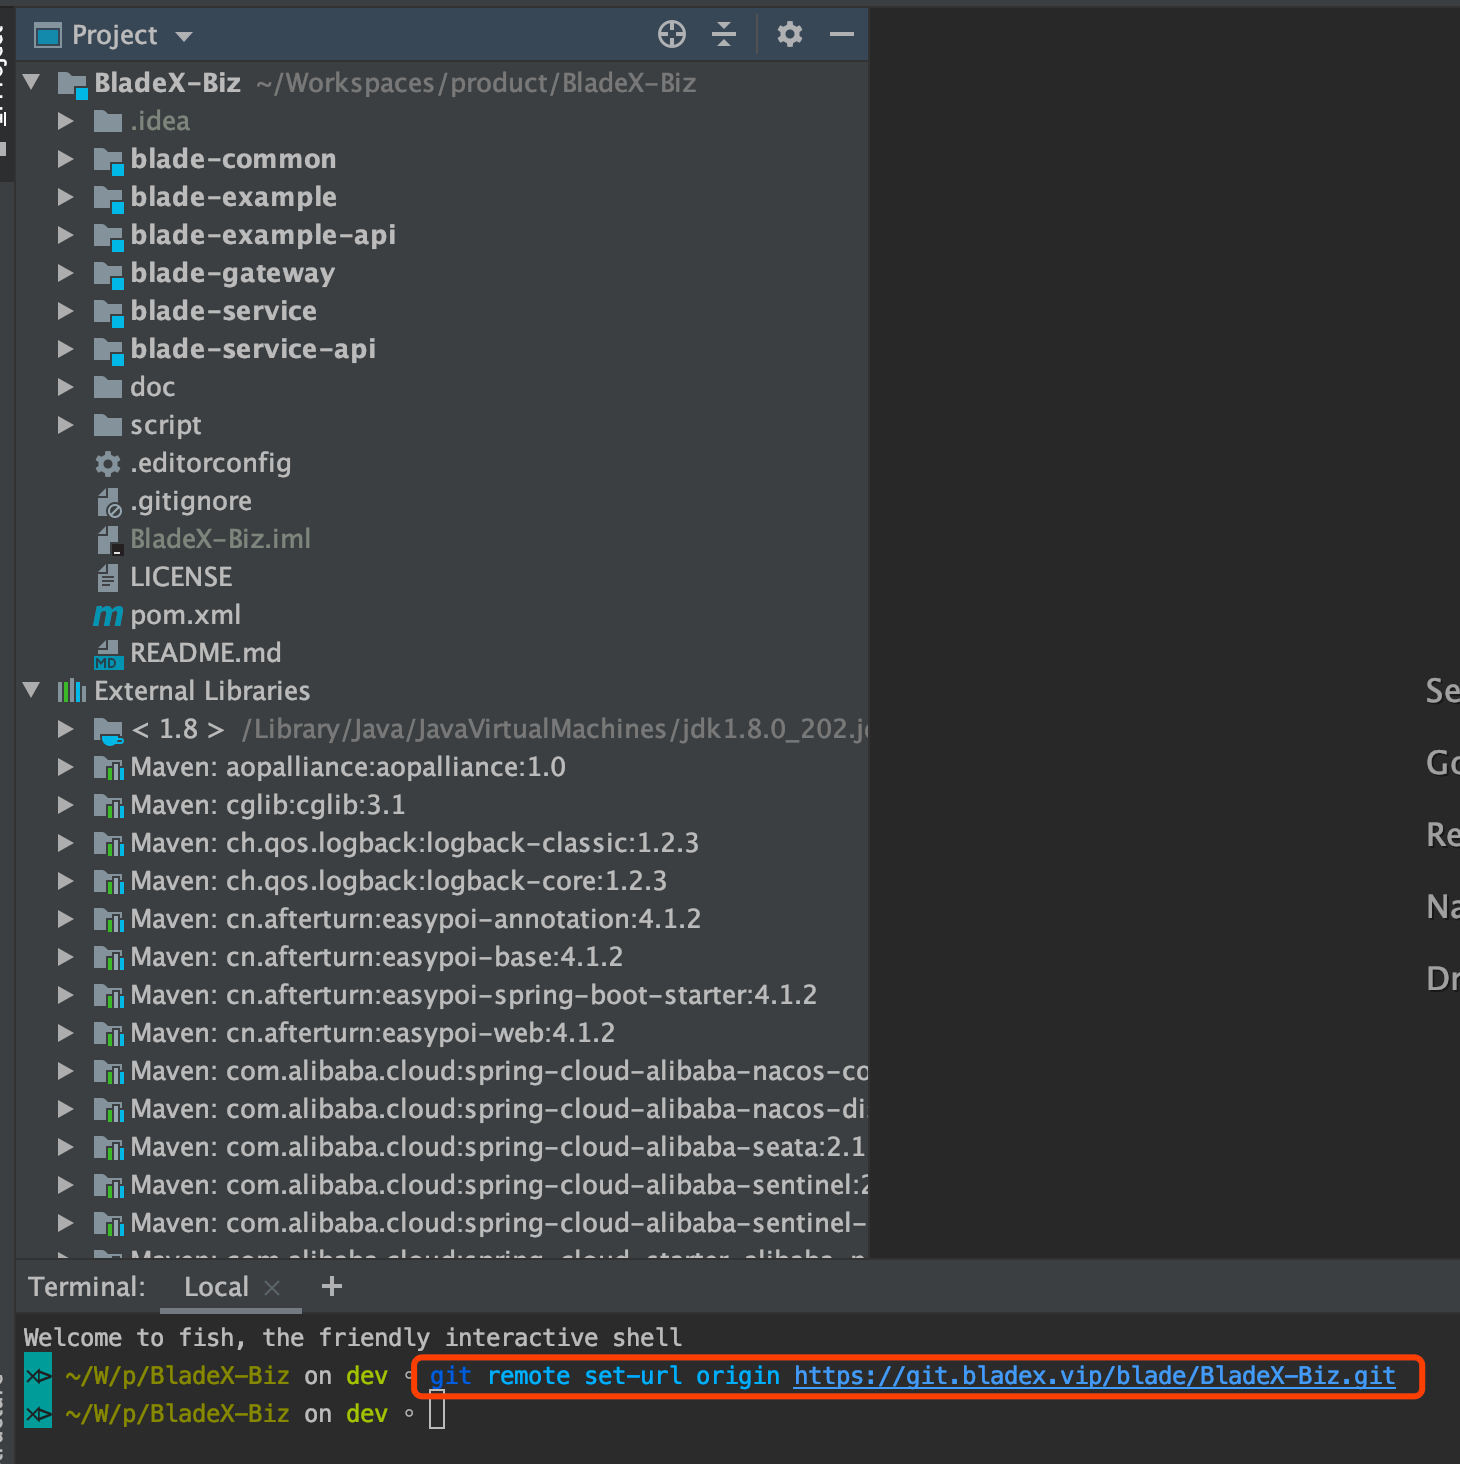 Project
BladeX-Biz ~/Workspaces/product/BladeX-Biz
.idea
blade-common
blade-example
blade-example-api
blade-gateway
blade-service
blade-service-api
doc
script
.editorconfig
.gitignore
BladeX-Biz.iml
LICENSE
m pom.xml
MD README.md
External Libraries
< 1.8 > /Library/Java/JavaVirtualMachines/jdk1.8.0_202.j
Maven: aopalliance:aopalliance:1.0
Maven: cglib:cglib:3.1
Maven: ch.qos.logback:logback-classic:1.2.3
Maven: ch.qos.logback:logback-core:1.2.3
Maven: cn.afterturn:easypoi-annotation:4.1.2
Maven: cn.afterturn:easypoi-base:4.1.2
Maven: cn.afterturn:easypoi-spring-boot-starter:4.1.2
Maven: cn.afterturn:easypoi-web:4.1.2
Maven: com.alibaba.cloud:spring-cloud-alibaba-nacos-co
Maven: com.alibaba.cloud:spring-cloud-alibaba-nacos-di
Maven: com.alibaba.cloud:spring-cloud-alibaba-seata:2.1
Maven: com.alibaba.cloud:spring-cloud-alibaba-sentinel:2
Maven: com.alibaba.cloud:spring-cloud-alibaba-sentinel-
Se
Go
Re
Na
Dr
Terminal: Local × +
Welcome to fish, the friendly interactive shell
~/W/p/BladeX-Biz on dev ◦ git remote set-url origin https://git.bladex.vip/blade/BladeX-Biz.git
~/W/p/BladeX-Biz on dev ◦